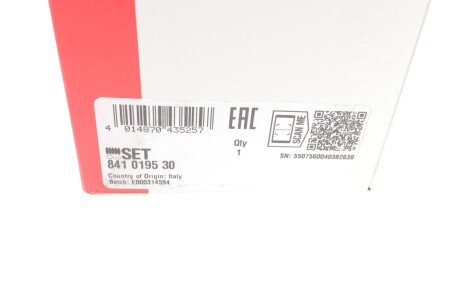 4 014870 435257
EAC
Qty
1
SCAN ME
SN: 5507560040382638
SET
841 0195 30
Country of Origin: Italy
Batch: E000314594